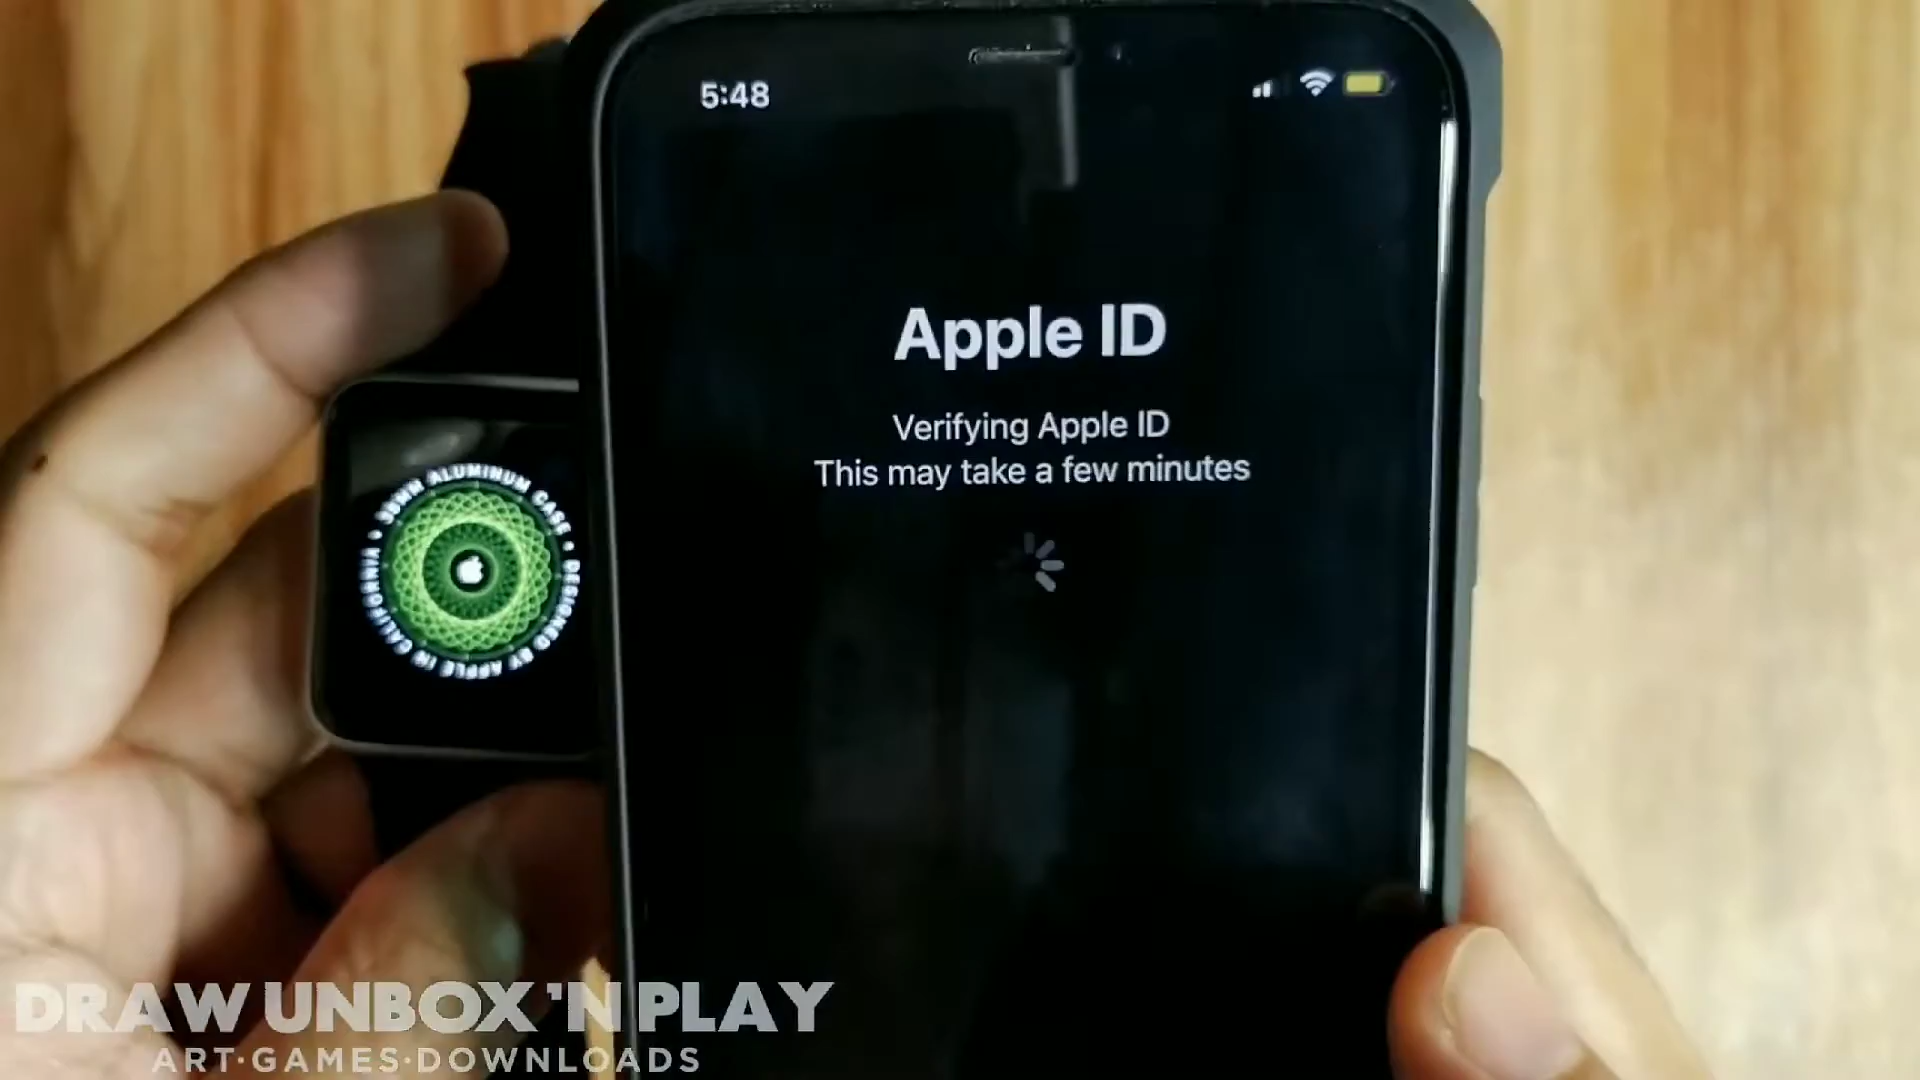 5:48
Apple ID
Verifying Apple ID
This may take a few minutes
38MM ALUMINUM CASE • DESIGNED BY APPLE IN CALIFORNIA •
DRAW UNBOX 'N PLAY
ART·GAMES·DOWNLOADS